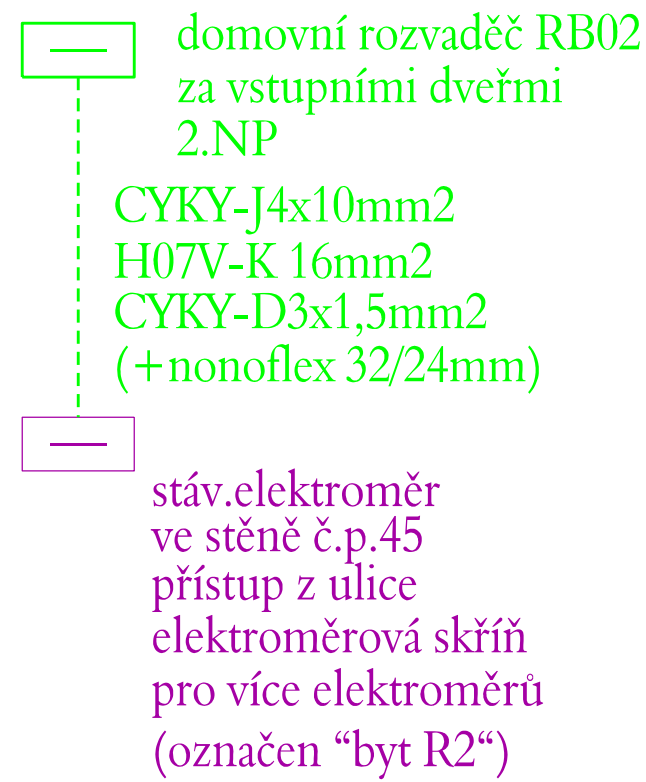 domovní rozvaděč RB02
za vstupními dveřmi
2.NP
CYKY-J4x10mm2
H07V-K 16mm2
CYKY-D3x1,5mm2
(+nonoflex 32/24mm)
stáv.elektroměr
ve stěně č.p.45
přístup z ulice
elektroměrová skříň
pro více elektroměrů
(označen “byt R2“)